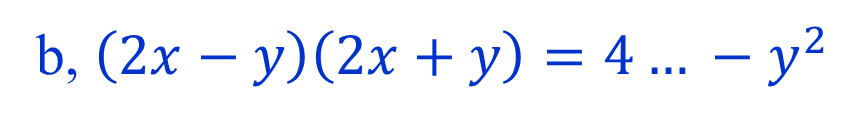 b, (2x − y)(2x + y) = 4 ... − y²